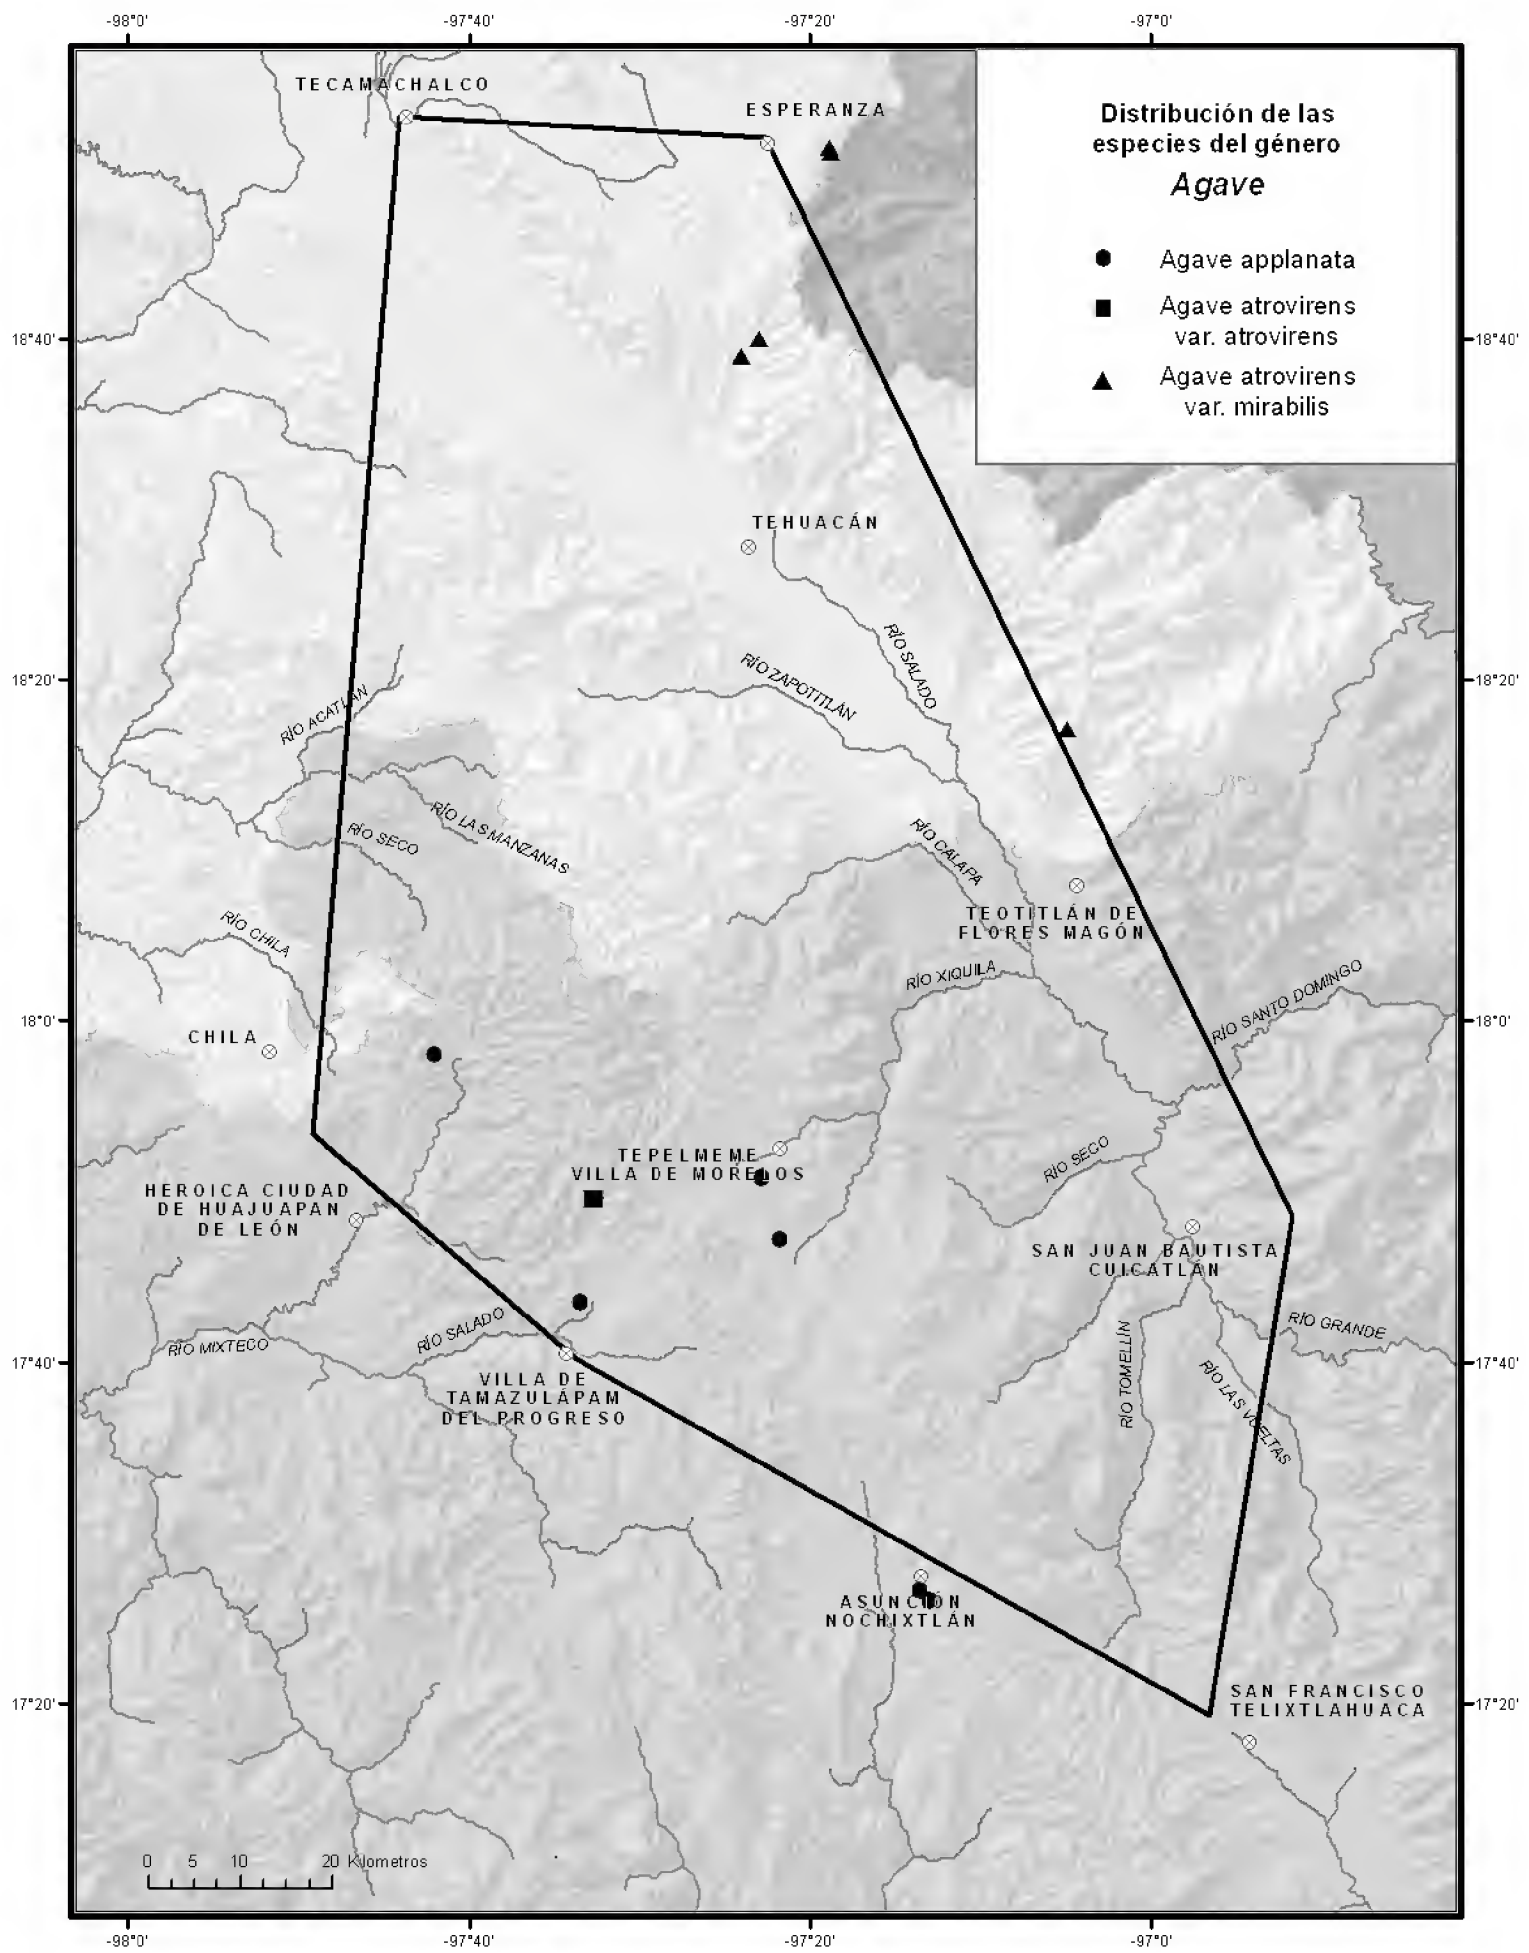 -98°0'
-97°40'
-97°20'
-97°0'
TECAMACHALCO
ESPERANZA
Distribución de las
especies del género
Agave
Agave applanata
Agave atrovirens
var. atrovirens
Agave atrovirens
var. mirabilis
18°40'
18°40'
TEHUACÁN
RÍO SALADO
RÍO ZAPOTITLÁN
18°20'
18°20'
RÍO ACATLÁN
RÍO LAS MANZANAS
RÍO SECO
RÍO CALAPA
TEOTITLÁN DE
FLORES MAGÓN
RÍO CHILA
RÍO XIQUILA
RÍO SANTO DOMINGO
18°0'
18°0'
CHILA
TEPELMEME
VILLA DE MORELOS
RÍO SECO
HEROICA CIUDAD
DE HUAJUAPAN
DE LEÓN
SAN JUAN BAUTISTA
CUICATLÁN
RÍO SALADO
RÍO MIXTECO
RÍO GRANDE
17°40'
17°40'
RÍO TOMELLÍN
RÍO LAS VUELTAS
VILLA DE
TAMAZULÁPAM
DEL PROGRESO
ASUNCIÓN
NOCHIXTLÁN
17°20'
17°20'
SAN FRANCISCO
TELIXTLAHUACA
0 5 10 20 Kilometros
-98°0'
-97°40'
-97°20'
-97°0'